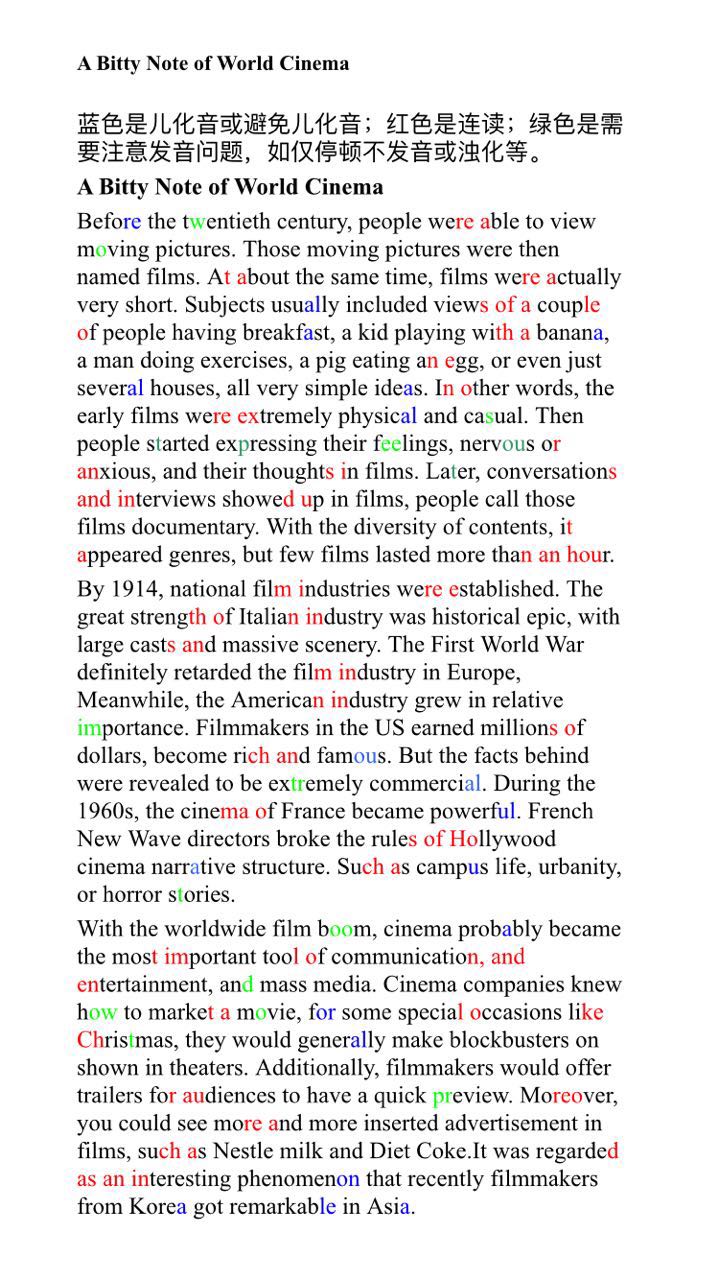 A Bitty Note of World Cinema
蓝色是儿化音或避免儿化音；红色是连读；绿色是需
要注意发音问题，如仅停顿不发音或浊化等。
A Bitty Note of World Cinema
Before the twentieth century, people were able to view
moving pictures. Those moving pictures were then
named films. At about the same time, films were actually
very short. Subjects usually included views of a couple
of people having breakfast, a kid playing with a banana,
a man doing exercises, a pig eating an egg, or even just
several houses, all very simple ideas. In other words, the
early films were extremely physical and casual. Then
people started expressing their feelings, nervous or
anxious, and their thoughts in films. Later, conversations
and interviews showed up in films, people call those
films documentary. With the diversity of contents, it
appeared genres, but few films lasted more than an hour.
By 1914, national film industries were established. The
great strength of Italian industry was historical epic, with
large casts and massive scenery. The First World War
definitely retarded the film industry in Europe,
Meanwhile, the American industry grew in relative
importance. Filmmakers in the US earned millions of
dollars, become rich and famous. But the facts behind
were revealed to be extremely commercial. During the
1960s, the cinema of France became powerful. French
New Wave directors broke the rules of Hollywood
cinema narrative structure. Such as campus life, urbanity,
or horror stories.
With the worldwide film boom, cinema probably became
the most important tool of communication, and
entertainment, and mass media. Cinema companies knew
how to market a movie, for some special occasions like
Christmas, they would generally make blockbusters on
shown in theaters. Additionally, filmmakers would offer
trailers for audiences to have a quick preview. Moreover,
you could see more and more inserted advertisement in
films, such as Nestle milk and Diet Coke.It was regarded
as an interesting phenomenon that recently filmmakers
from Korea got remarkable in Asia.